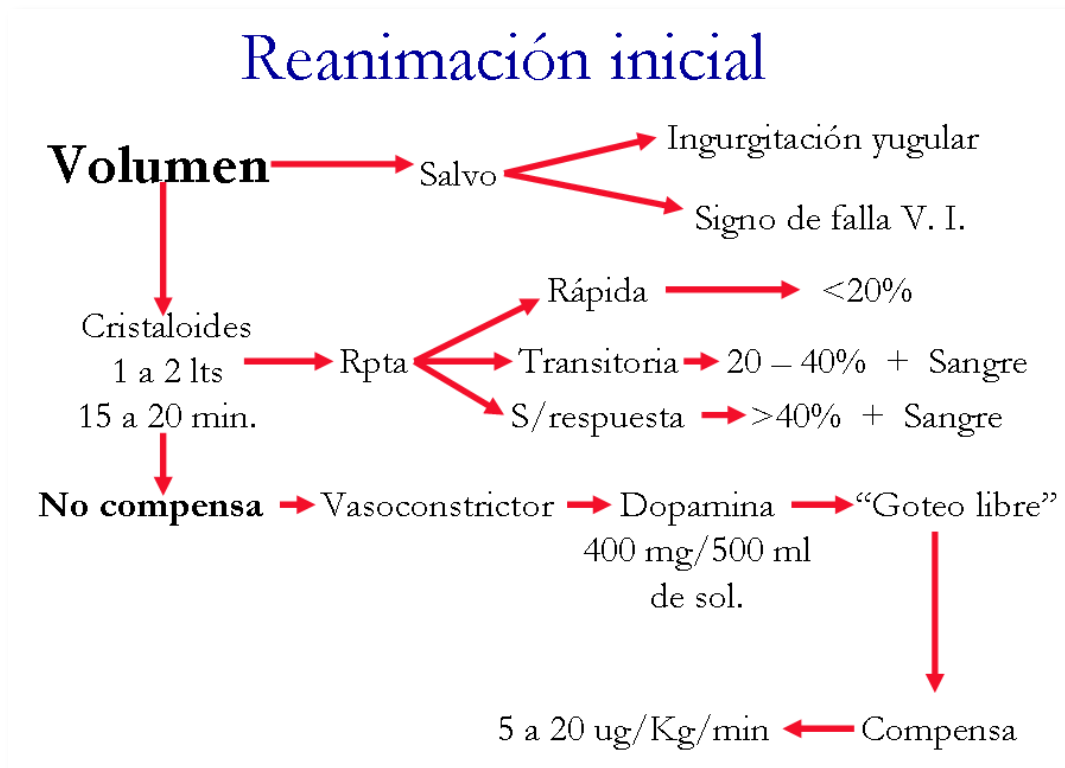 Reanimación inicial
Volumen
Salvo
Ingurgitación yugular
Signo de falla V. I.
Cristaloides
1 a 2 lts
15 a 20 min.
Rpta
Rápida
<20%
Transitoria
20 – 40% + Sangre
S/respuesta
>40% + Sangre
No compensa
Vasoconstrictor
Dopamina
400 mg/500 ml
de sol.
“Goteo libre”
Compensa
5 a 20 ug/Kg/min